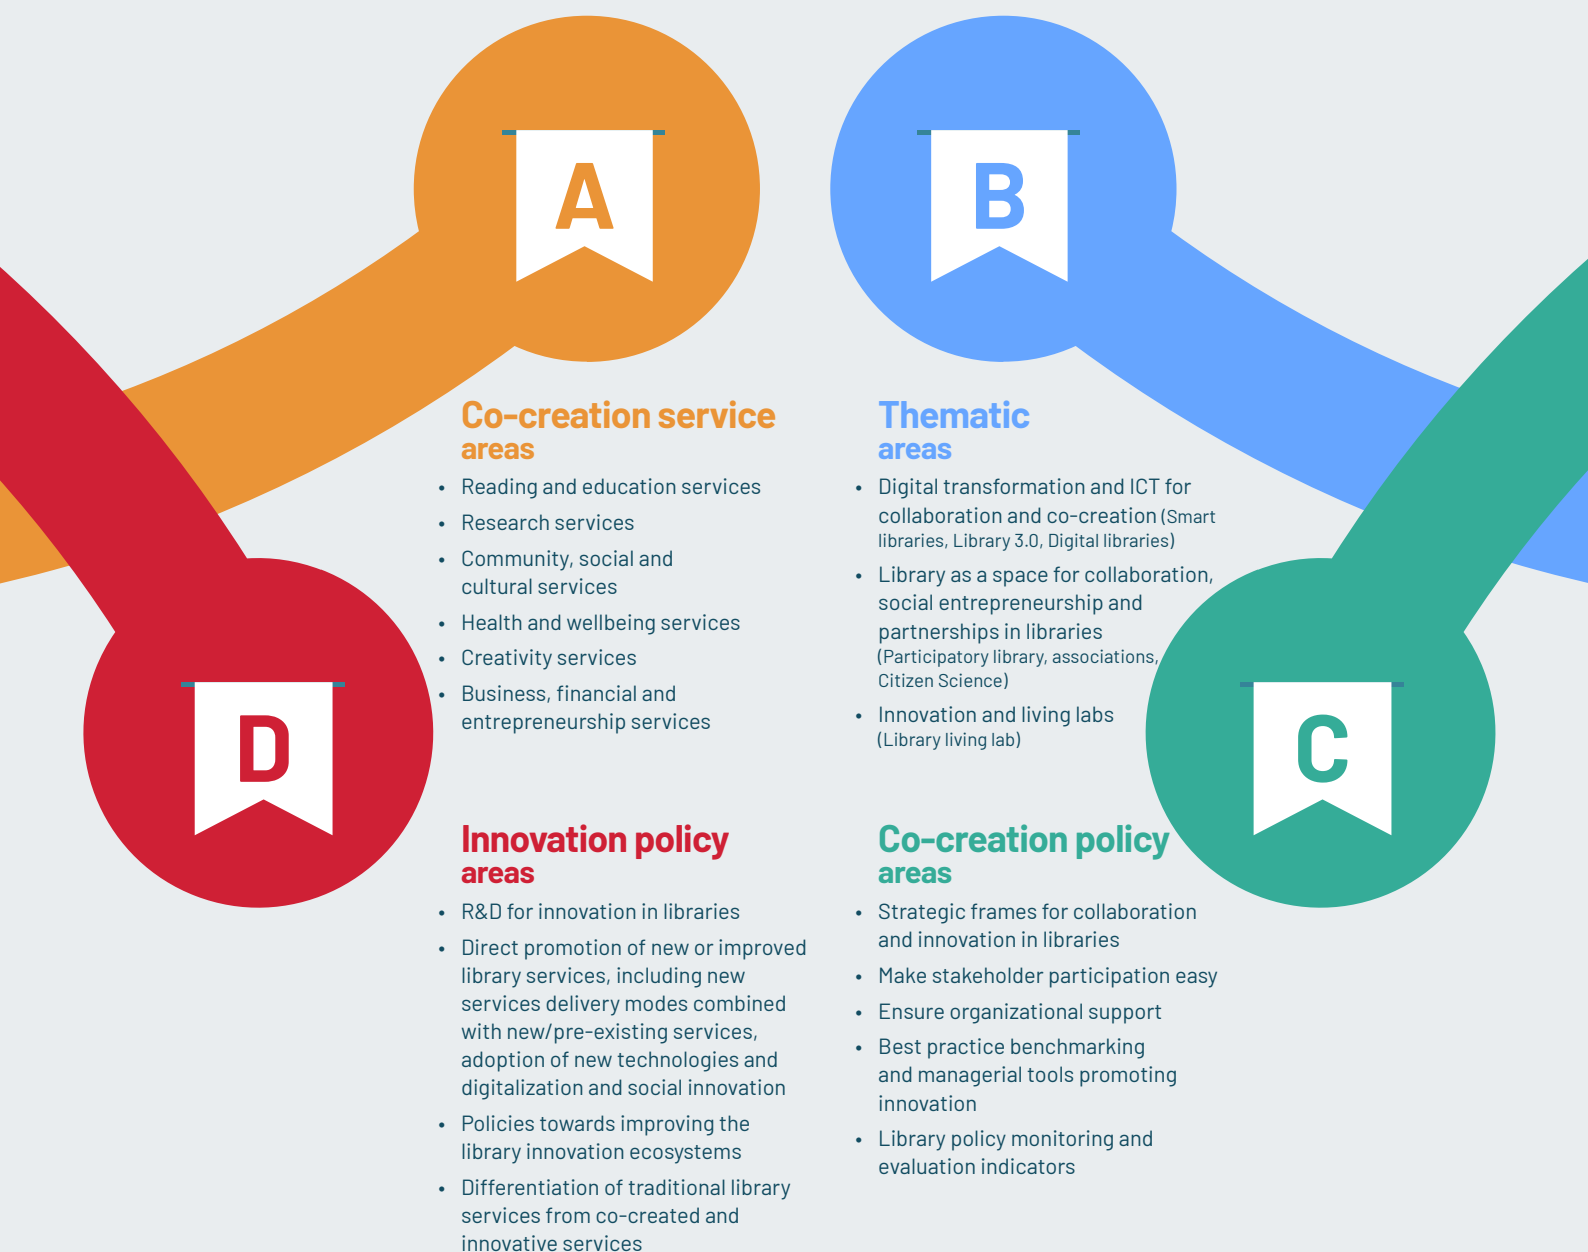 A
Co-creation service
areas
• Reading and education services
• Research services
• Community, social and
cultural services
• Health and wellbeing services
• Creativity services
• Business, financial and
entrepreneurship services
B
Thematic
areas
• Digital transformation and ICT for
collaboration and co-creation (Smart
libraries, Library 3.0, Digital libraries)
• Library as a space for collaboration,
social entrepreneurship and
partnerships in libraries
(Participatory library, associations,
Citizen Science)
• Innovation and living labs
(Library living lab)
D
Innovation policy
areas
• R&D for innovation in libraries
• Direct promotion of new or improved
library services, including new
services delivery modes combined
with new/pre-existing services,
adoption of new technologies and
digitalization and social innovation
• Policies towards improving the
library innovation ecosystems
• Differentiation of traditional library
services from co-created and
innovative services
C
Co-creation policy
areas
• Strategic frames for collaboration
and innovation in libraries
• Make stakeholder participation easy
• Ensure organizational support
• Best practice benchmarking
and managerial tools promoting
innovation
• Library policy monitoring and
evaluation indicators